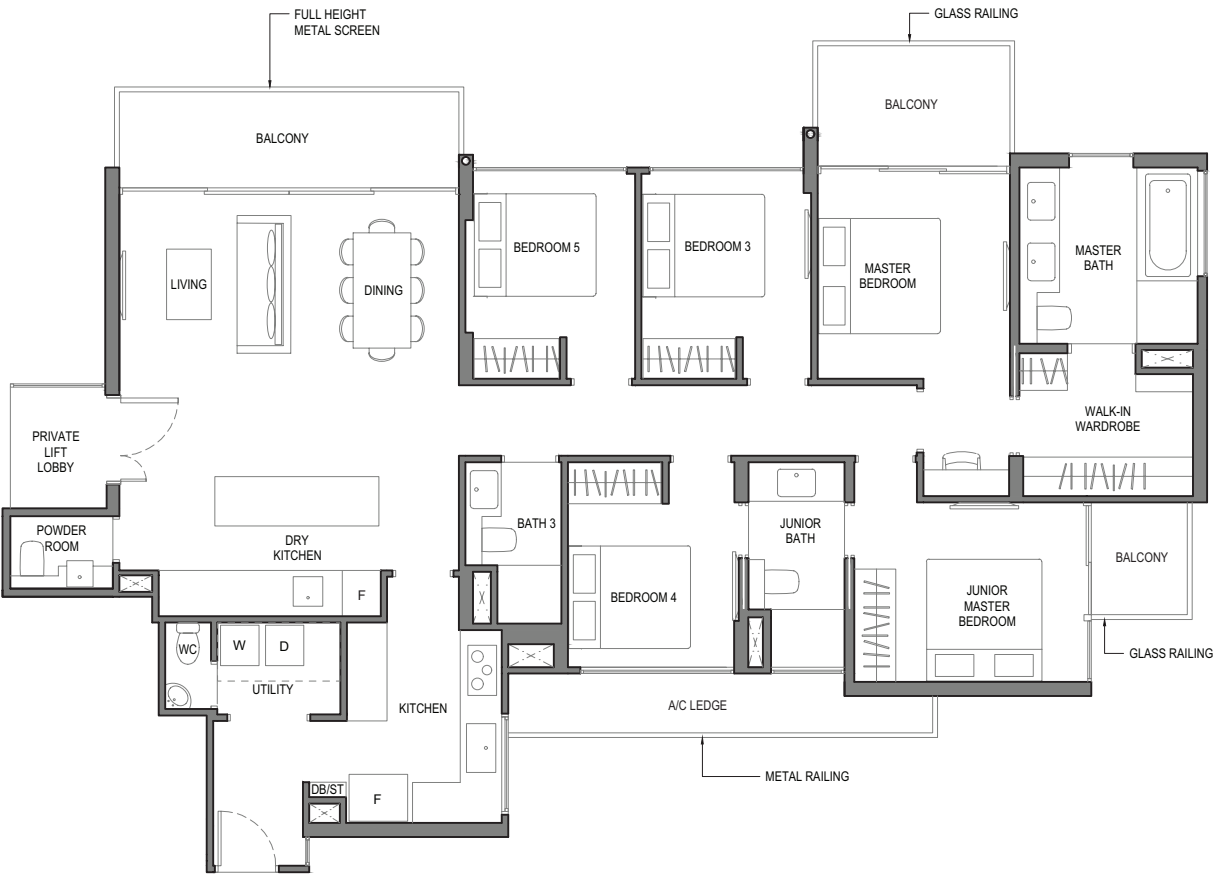 FULL HEIGHT
METAL SCREEN
GLASS RAILING
BALCONY
BALCONY
BEDROOM 5
BEDROOM 3
MASTER
BEDROOM
MASTER
BATH
LIVING
DINING
PRIVATE
LIFT
LOBBY
WALK-IN
WARDROBE
POWDER
ROOM
DRY
KITCHEN
BATH 3
JUNIOR
BATH
BALCONY
F
BEDROOM 4
JUNIOR
MASTER
BEDROOM
WC
W
D
GLASS RAILING
UTILITY
KITCHEN
A/C LEDGE
METAL RAILING
DB/ST
F